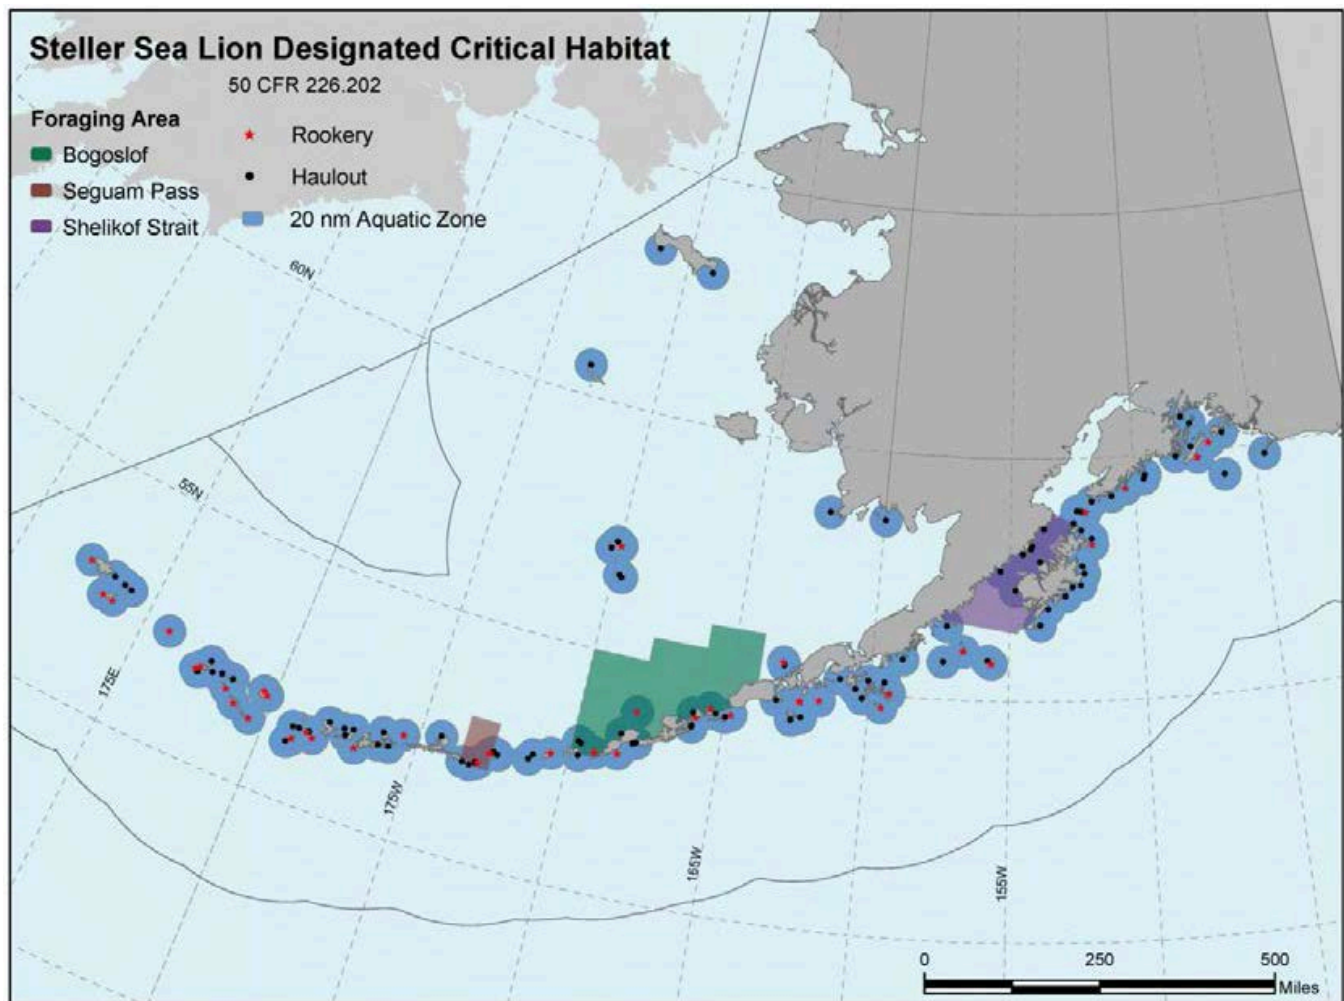 Steller Sea Lion Designated Critical Habitat
50 CFR 226.202
Foraging Area
Bogoslof
Seguam Pass
Shelikof Strait
Rookery
Haulout
20 nm Aquatic Zone
60N
55N
175E
175W
165W
155W
0 250 500
Miles